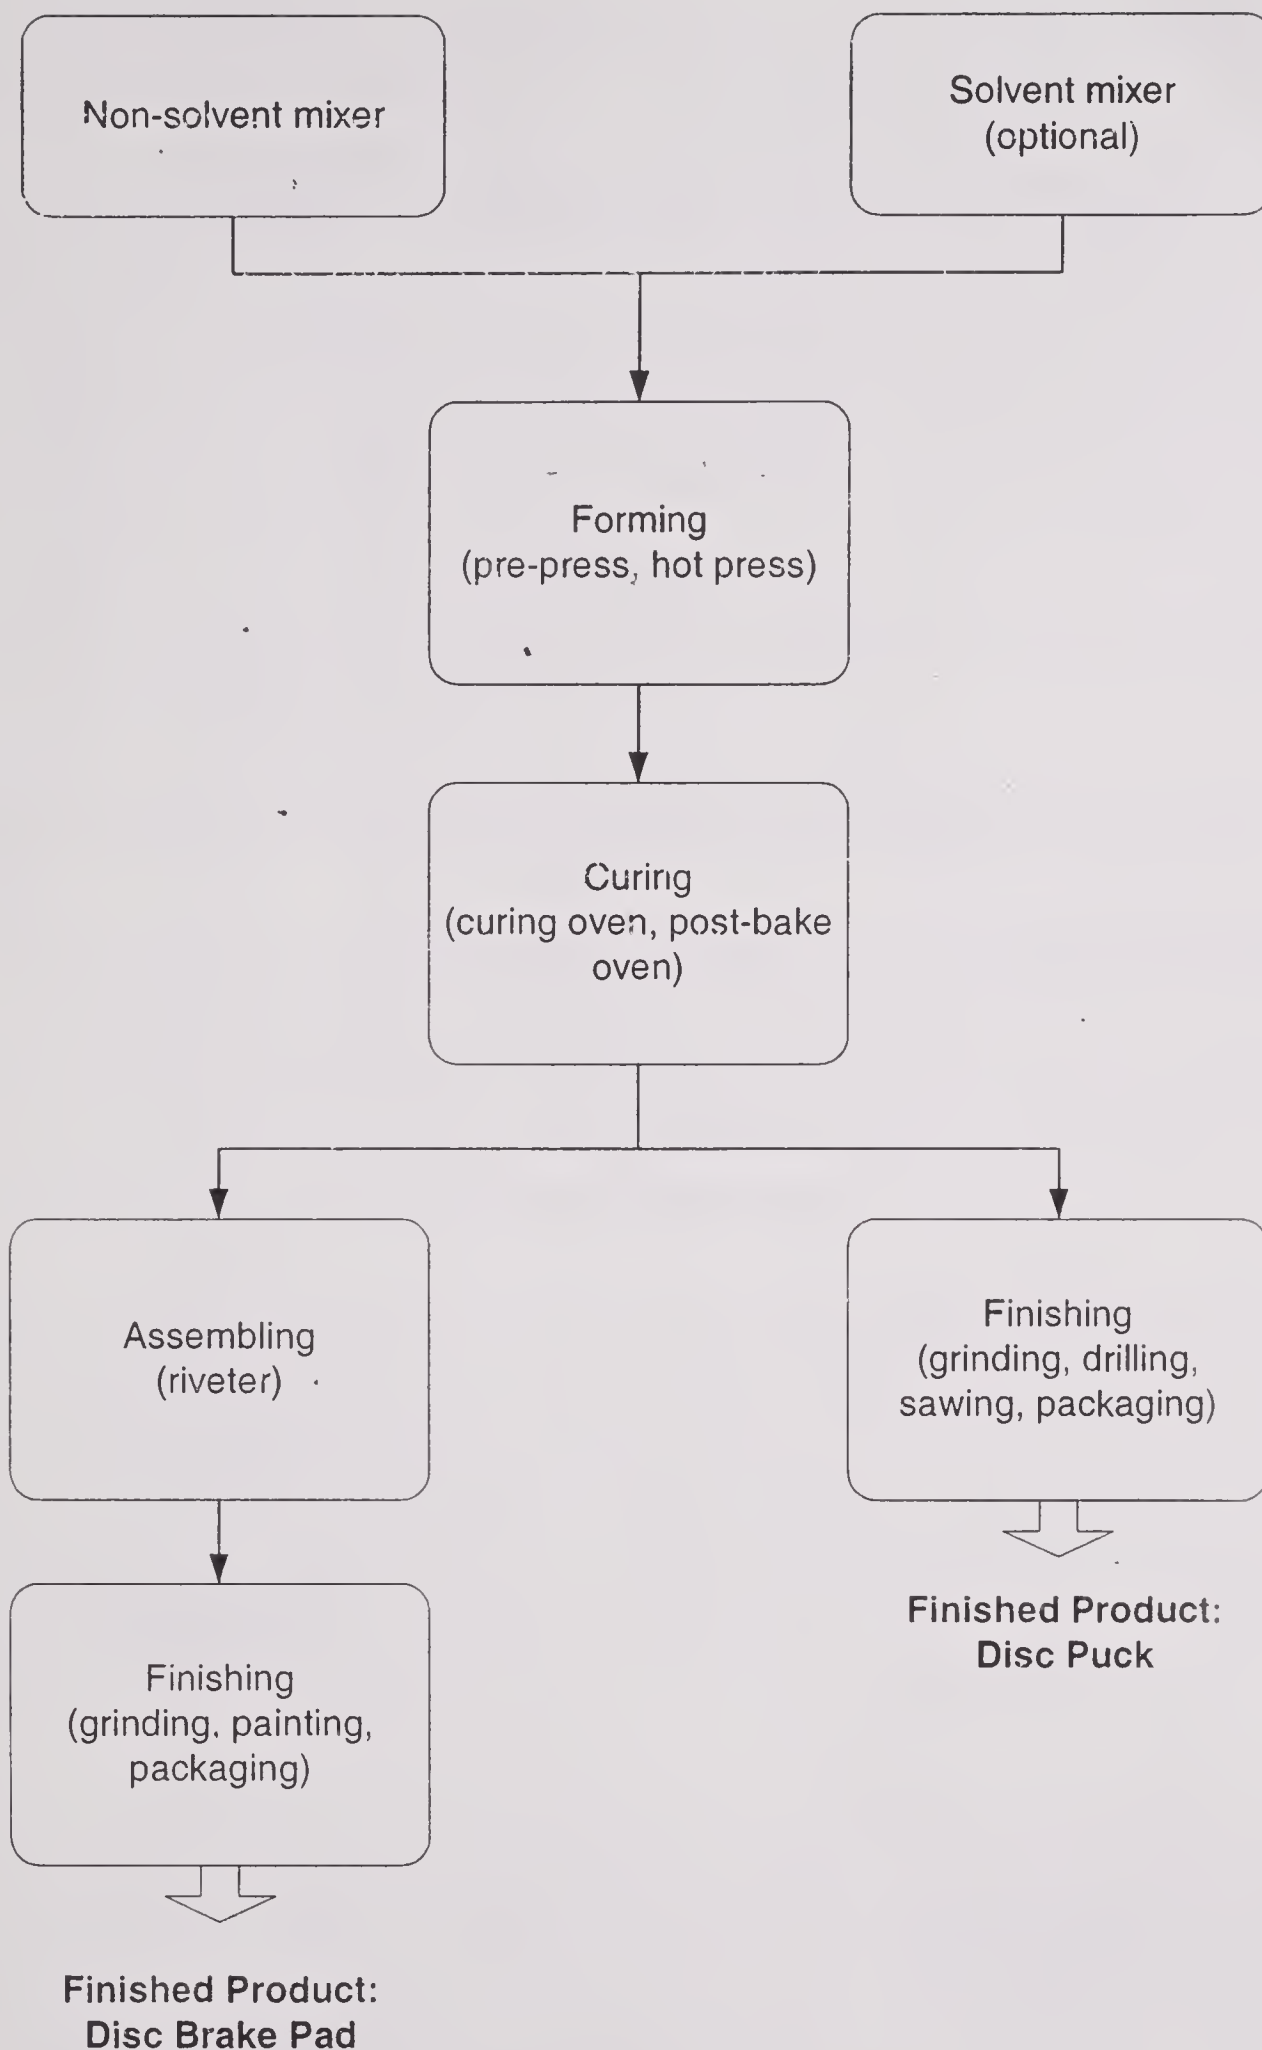 Non-solvent mixer
Solvent mixer
(optional)
Forming
(pre-press, hot press)
Curing
(curing oven, post-bake
oven)
Assembling
(riveter)
Finishing
(grinding, drilling,
sawing, packaging)
Finished Product:
Disc Puck
Finishing
(grinding, painting,
packaging)
Finished Product:
Disc Brake Pad